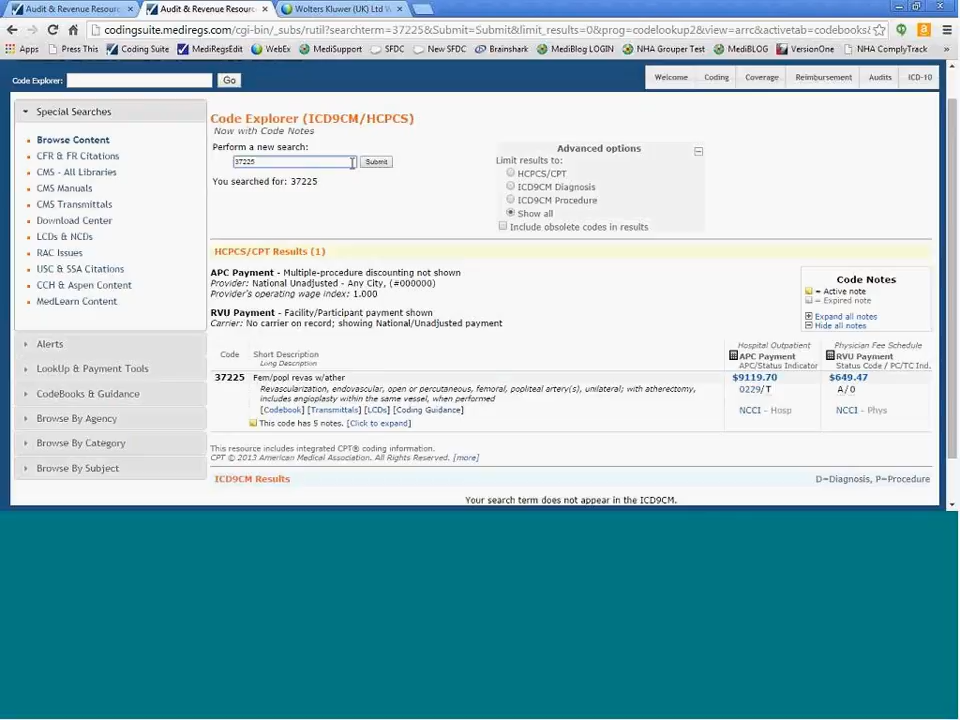 Audit & Revenue Resourc × Audit & Revenue Resourc × Wolters Kluwer (UK) Ltd W ×
codingsuite.mediregs.com/cgi-bin/_subs/rutil?searchterm=37225&Submit=Submit&limit_results=0&prog=codelookup2&view=arrc&activetab=codebooks&
Apps Press This Coding Suite MediRegsEdit WebEx MediSupport SFDC New SFDC Brainshark MediBlog LOGIN NHA Grouper Test MediBLOG VersionOne NHA ComplyTrack
Code Explorer: Go
Welcome Coding Coverage Reimbursement Audits ICD-10
Special Searches
Browse Content
CFR & FR Citations
CMS - All Libraries
CMS Manuals
CMS Transmittals
Download Center
LCDs & NCDs
RAC Issues
USC & SSA Citations
CCH & Aspen Content
MedLearn Content
Alerts
LookUp & Payment Tools
CodeBooks & Guidance
Browse By Agency
Browse By Category
Browse By Subject
Code Explorer (ICD9CM/HCPCS)
Now with Code Notes
Perform a new search:
37225 Submit
You searched for: 37225
Advanced options
Limit results to:
HCPCS/CPT
ICD9CM Diagnosis
ICD9CM Procedure
Show all
Include obsolete codes in results
HCPCS/CPT Results (1)
APC Payment - Multiple-procedure discounting not shown
Provider: National Unadjusted - Any City, (#000000)
Provider's operating wage index: 1.000
RVU Payment - Facility/Participant payment shown
Carrier: No carrier on record; showing National/Unadjusted payment
Code Notes
= Active note
= Expired note
Expand all notes
Hide all notes
Code Short Description
Long Description
Hospital Outpatient
APC Payment
APC/Status Indicator
Physician Fee Schedule
RVU Payment
Status Code / PC/TC Ind.
37225 Fem/popl revas w/ather
Revascularization, endovascular, open or percutaneous, femoral, popliteal artery(s), unilateral; with atherectomy,
includes angioplasty within the same vessel, when performed
[Codebook] [Transmittals] [LCDs] [Coding Guidance]
This code has 5 notes. [Click to expand]
$9119.70
0229/T
NCCI - Hosp
$649.47
A/0
NCCI - Phys
This resource includes integrated CPT® coding information.
CPT © 2013 American Medical Association. All Rights Reserved. [more]
ICD9CM Results D=Diagnosis, P=Procedure
Your search term does not appear in the ICD9CM.